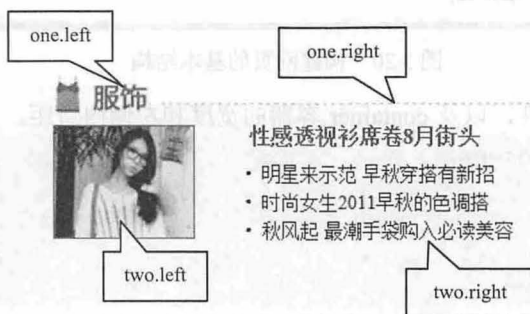 one.left
one.right
服饰
性感透视衫席卷8月街头
• 明星来示范 早秋穿搭有新招
• 时尚女生2011早秋的色调搭
• 秋风起 最潮手袋购入必读美容
two.left
two.right